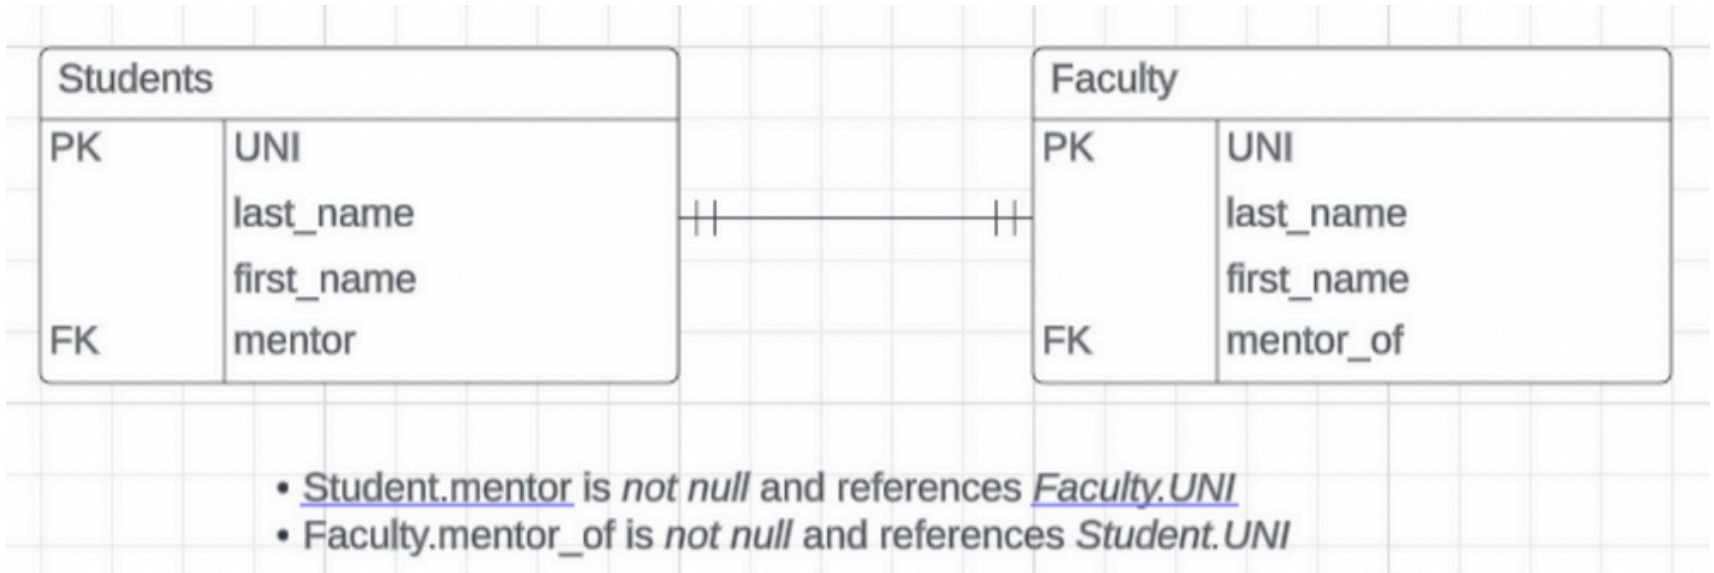 Students
PK UNI
last_name
first_name
FK mentor
Faculty
PK UNI
last_name
first_name
FK mentor_of
• Student.mentor is not null and references Faculty.UNI
• Faculty.mentor_of is not null and references Student.UNI